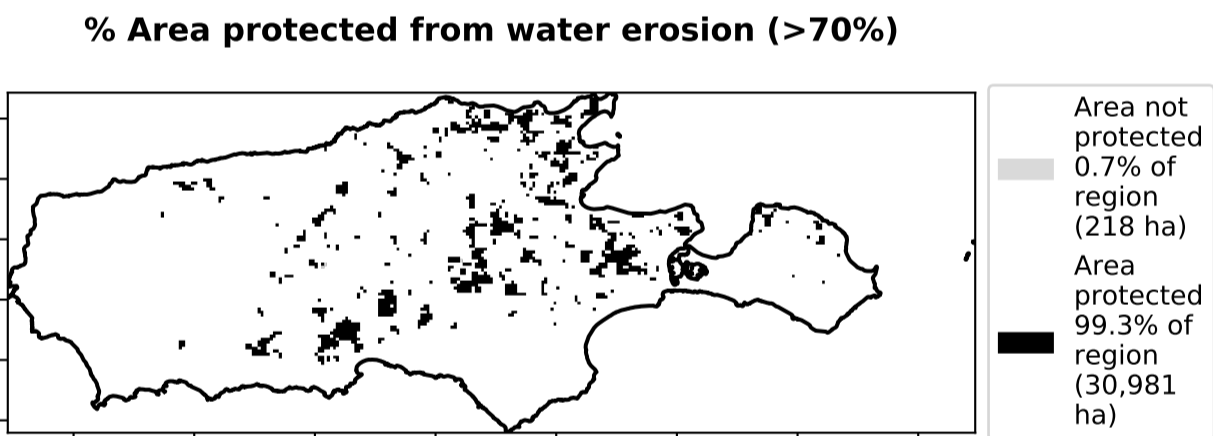 % Area protected from water erosion (>70%)
Area not
protected
0.7% of
region
(218 ha)
Area
protected
99.3% of
region
(30,981
ha)